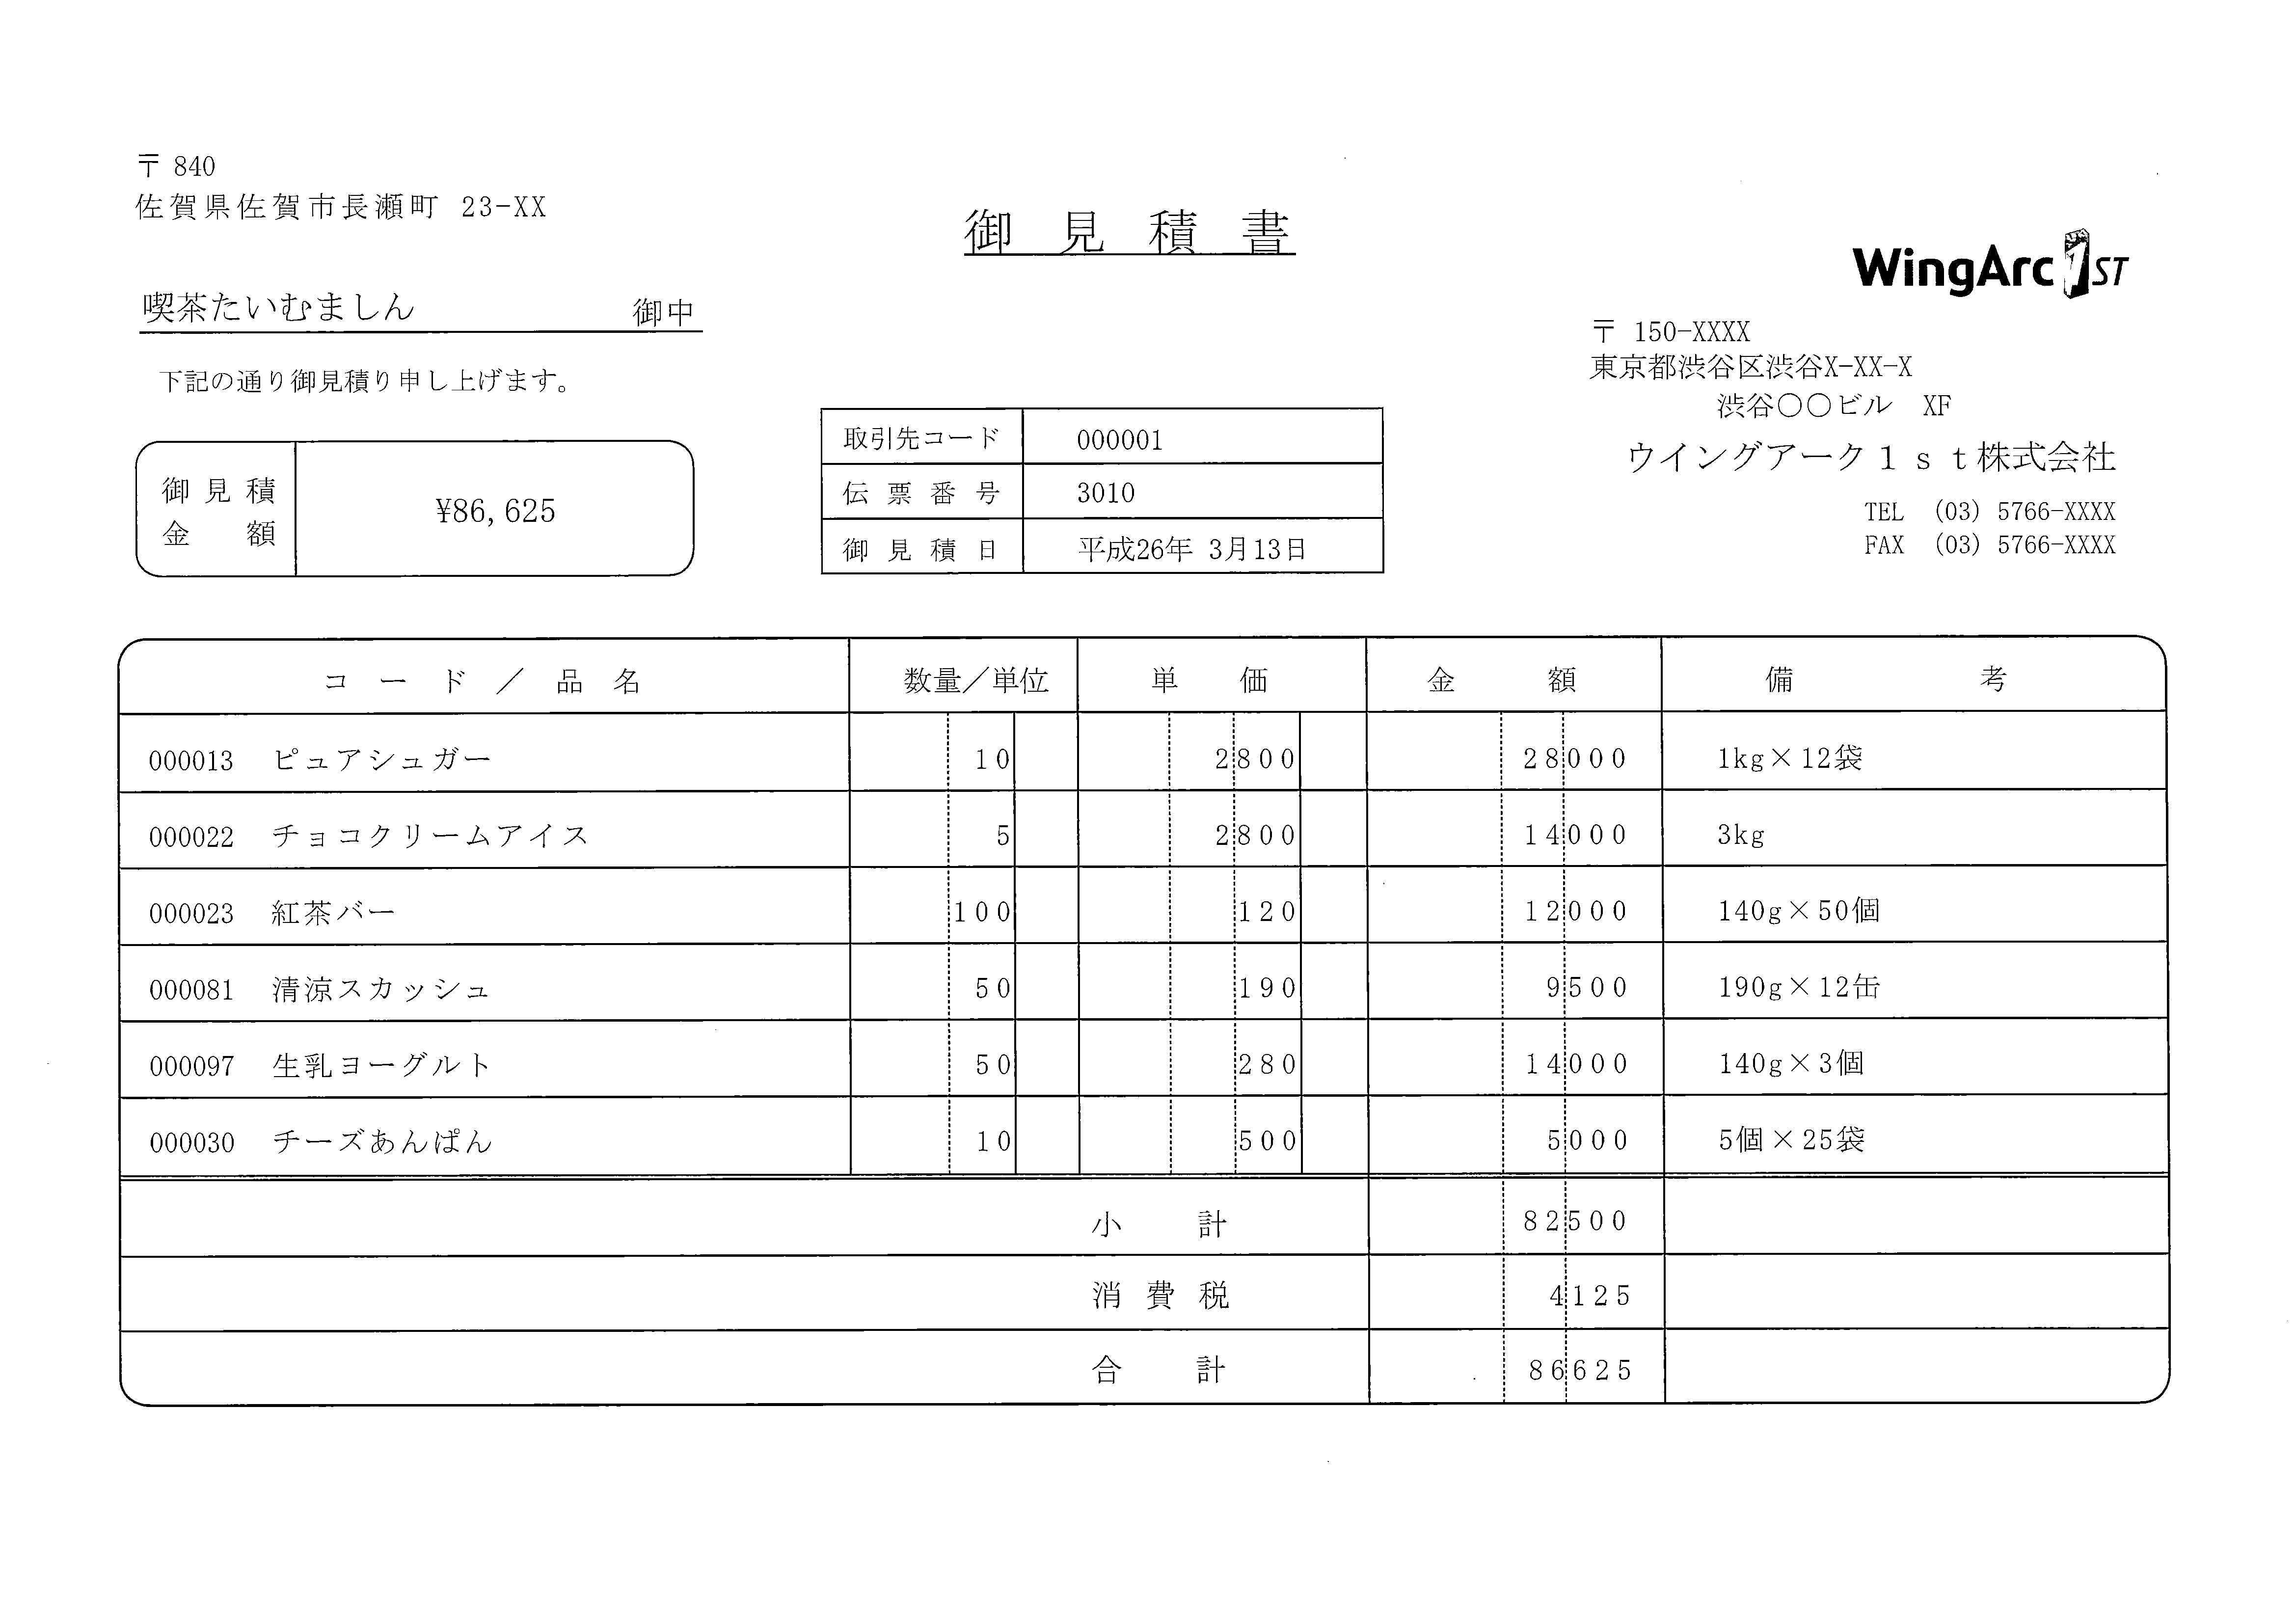 〒 840
佐賀県佐賀市長瀬町 23-XX
御見積書
喫茶たいむましん 御中
下記の通り御見積り申し上げます。
WingArc 1ST
〒 150-XXXX
東京都渋谷区渋谷X-XX-X
渋谷〇〇ビル XF
ウイングアーク１ｓｔ株式会社
TEL (03) 5766-XXXX
FAX (03) 5766-XXXX
御見積金額 ¥86,625
取引先コード 000001
伝票番号 3010
御見積日 平成26年 3月13日
コード／品名 数量／単位 単価 金額 備考
000013 ピュアシュガー 10 2800 28000 1kg×12袋
000022 チョコクリームアイス 5 2800 14000 3kg
000023 紅茶バー 100 120 12000 140g×50個
000081 清涼スカッシュ 50 190 9500 190g×12缶
000097 生乳ヨーグルト 50 280 14000 140g×3個
000030 チーズあんぱん 10 500 5000 5個×25袋
小計 82500
消費税 4125
合計 86625